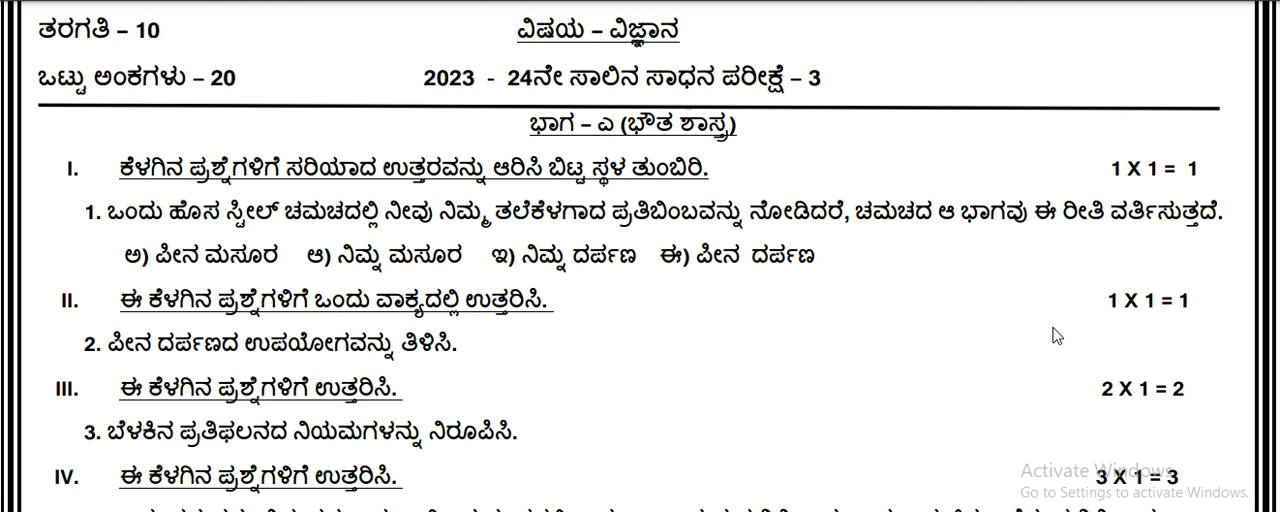 ತರಗತಿ – 10 ವಿಷಯ – ವಿಜ್ಞಾನ
ಒಟ್ಟು ಅಂಕಗಳು – 20 2023 - 24ನೇ ಸಾಲಿನ ಸಾಧನ ಪರೀಕ್ಷೆ – 3
ಭಾಗ – ಎ (ಭೌತ ಶಾಸ್ತ್ರ)
I. ಕೆಳಗಿನ ಪ್ರಶ್ನೆಗಳಿಗೆ ಸರಿಯಾದ ಉತ್ತರವನ್ನು ಆರಿಸಿ ಬಿಟ್ಟ ಸ್ಥಳ ತುಂಬಿರಿ. 1 X 1 = 1
1. ಒಂದು ಹೊಸ ಸ್ಟೀಲ್ ಚಮಚದಲ್ಲಿ ನೀವು ನಿಮ್ಮ ತಲೆಕೆಳಗಾದ ಪ್ರತಿಬಿಂಬವನ್ನು ನೋಡಿದರೆ, ಚಮಚದ ಆ ಭಾಗವು ಈ ರೀತಿ ವರ್ತಿಸುತ್ತದೆ.
ಅ) ಪೀನ ಮಸೂರ ಆ) ನಿಮ್ನ ಮಸೂರ ಇ) ನಿಮ್ನ ದರ್ಪಣ ಈ) ಪೀನ ದರ್ಪಣ
II. ಈ ಕೆಳಗಿನ ಪ್ರಶ್ನೆಗಳಿಗೆ ಒಂದು ವಾಕ್ಯದಲ್ಲಿ ಉತ್ತರಿಸಿ. 1 X 1 = 1
2. ಪೀನ ದರ್ಪಣದ ಉಪಯೋಗವನ್ನು ತಿಳಿಸಿ.
III. ಈ ಕೆಳಗಿನ ಪ್ರಶ್ನೆಗಳಿಗೆ ಉತ್ತರಿಸಿ. 2 X 1 = 2
3. ಬೆಳಕಿನ ಪ್ರತಿಫಲನದ ನಿಯಮಗಳನ್ನು ನಿರೂಪಿಸಿ.
IV. ಈ ಕೆಳಗಿನ ಪ್ರಶ್ನೆಗಳಿಗೆ ಉತ್ತರಿಸಿ. 3 X 1 = 3
Activate Windows
Go to Settings to activate Windows.